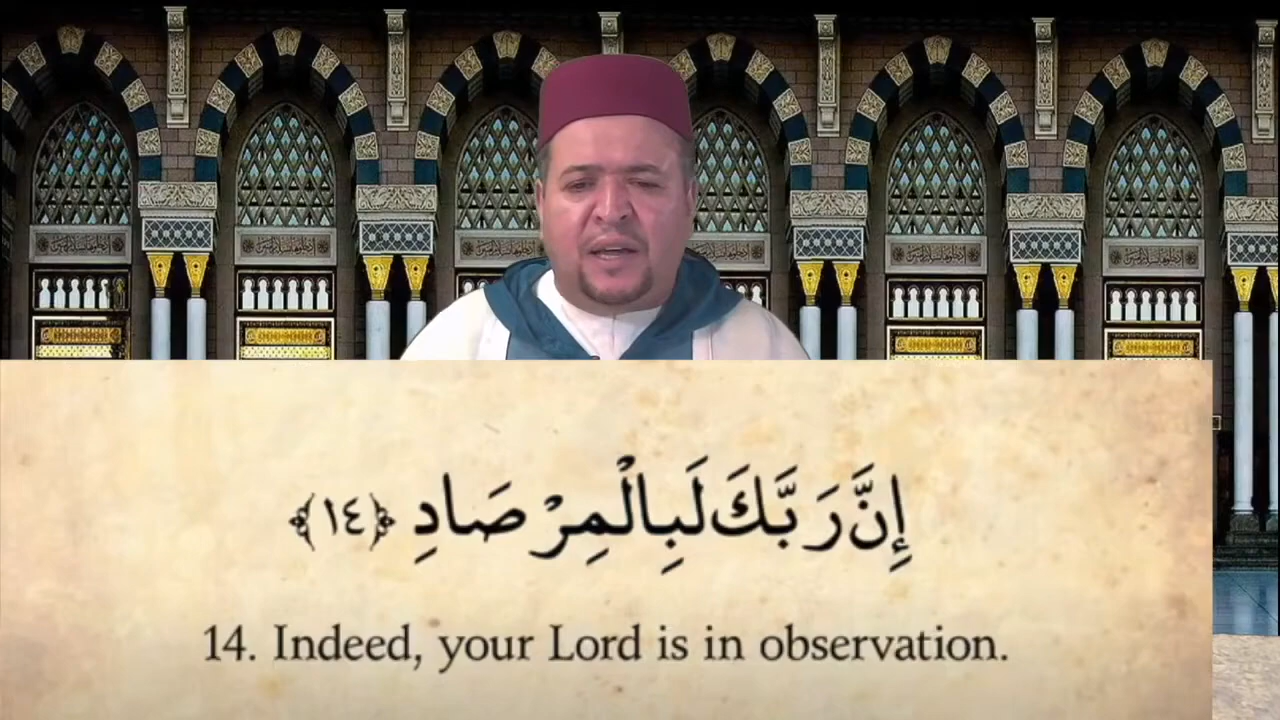 إِنَّ رَبَّكَ لَبِالْمِرْصَادِ ﴿١٤﴾
14. Indeed, your Lord is in observation.